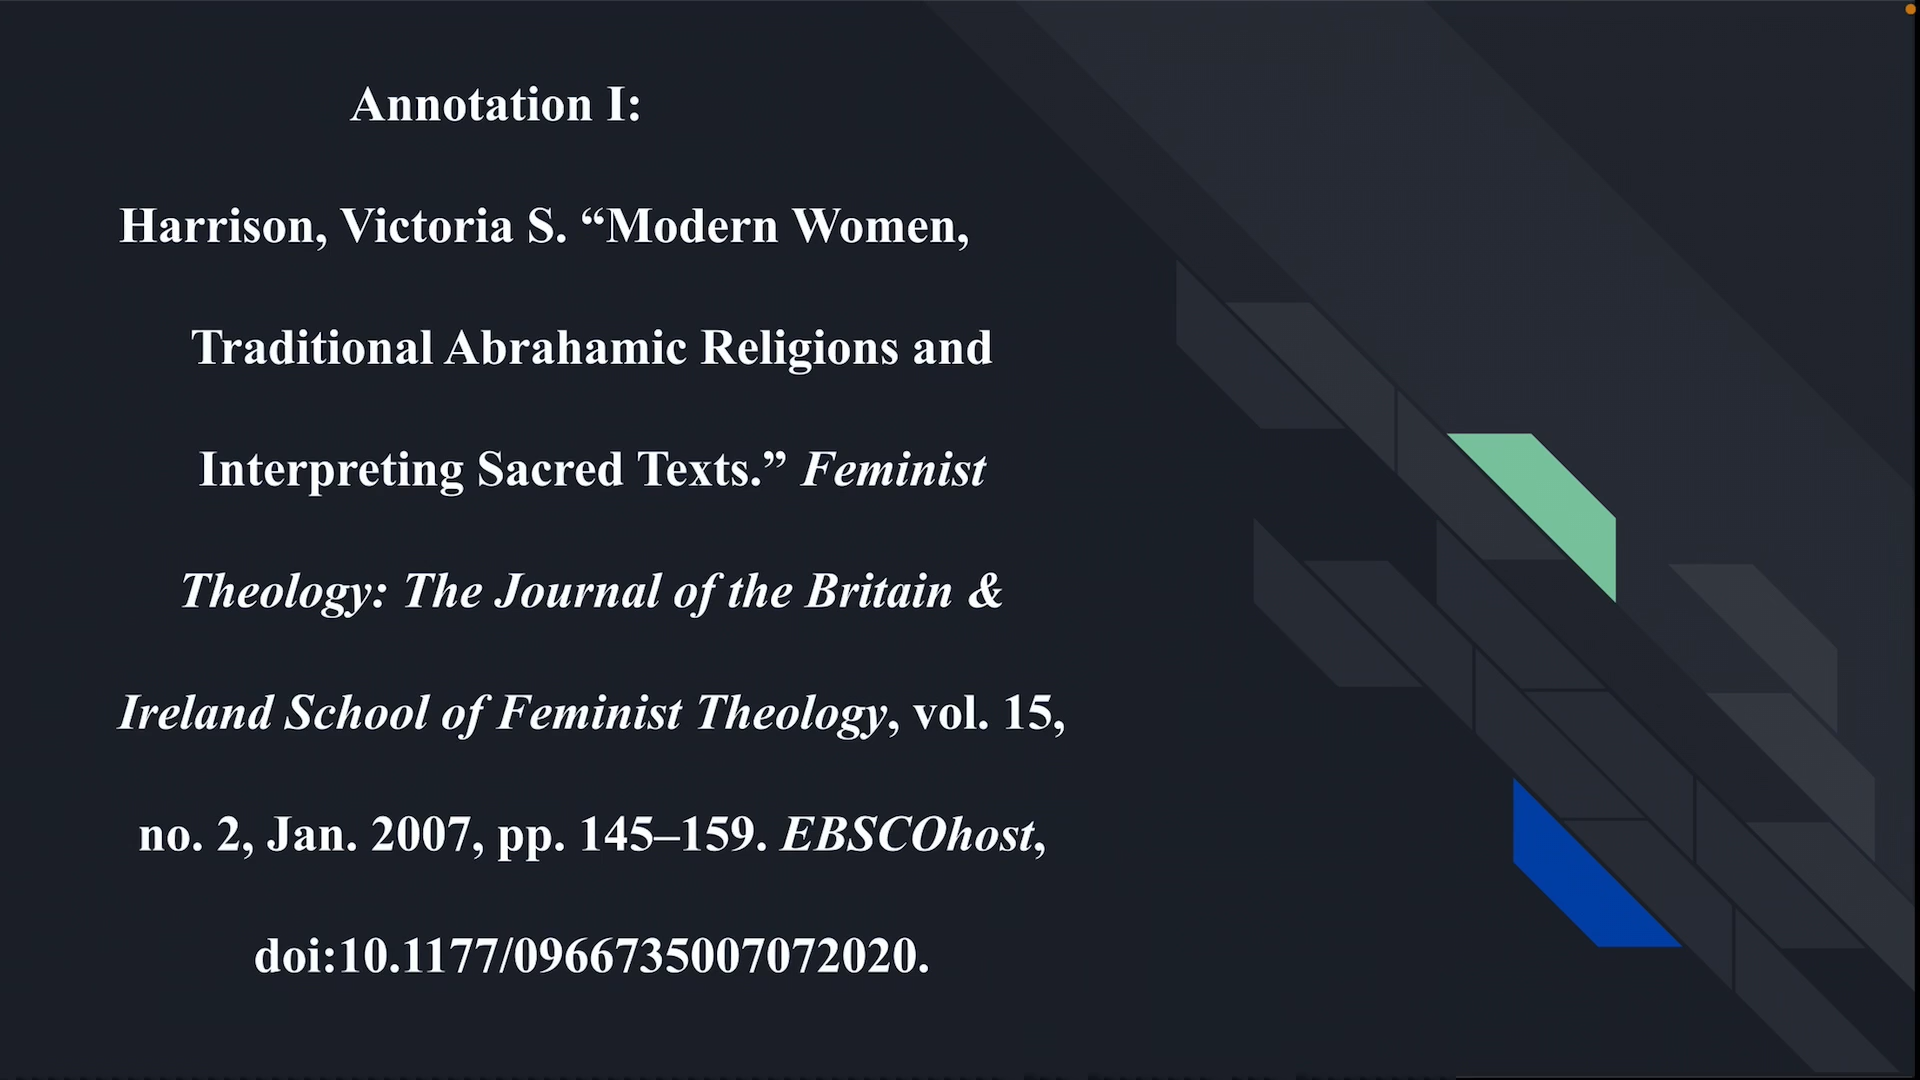 Annotation I:
Harrison, Victoria S. “Modern Women,
Traditional Abrahamic Religions and
Interpreting Sacred Texts.” Feminist
Theology: The Journal of the Britain &
Ireland School of Feminist Theology, vol. 15,
no. 2, Jan. 2007, pp. 145–159. EBSCOhost,
doi:10.1177/0966735007072020.